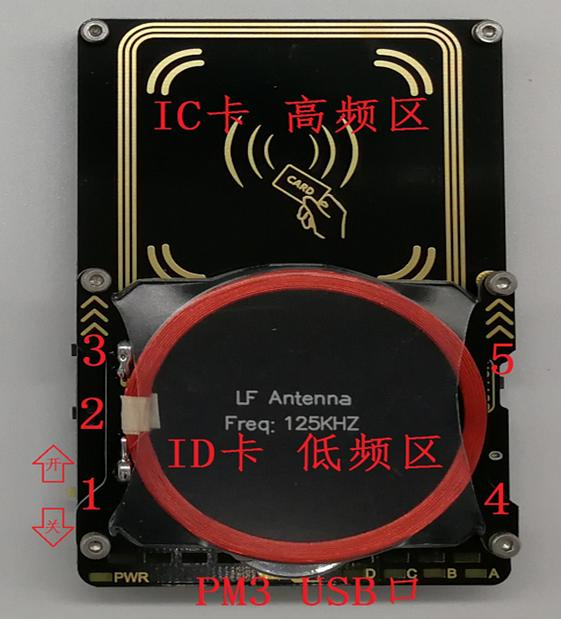 IC卡 高频区
CARD
3
5
LF Antenna
Freq: 125KHZ
2
ID卡 低频区
开
1
4
关
PWR
D C B A
PM3 USB口